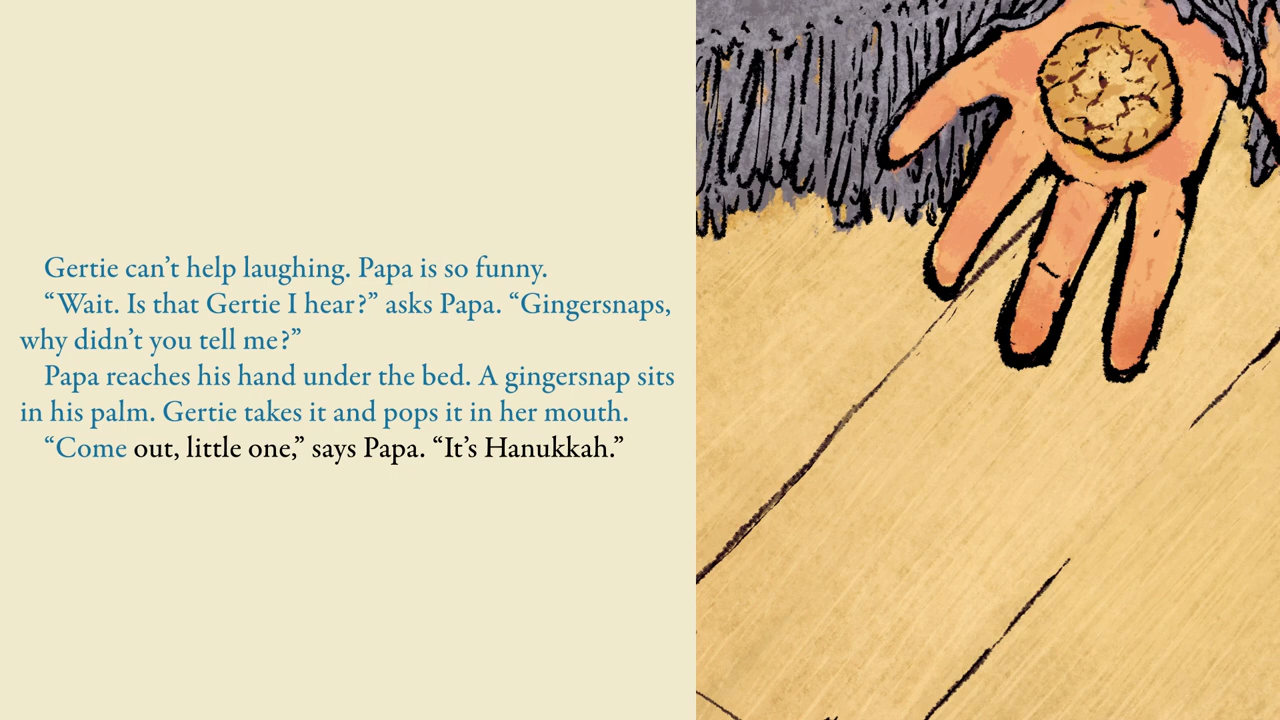 Gertie can’t help laughing. Papa is so funny.
“Wait. Is that Gertie I hear?” asks Papa. “Gingersnaps,
why didn’t you tell me?”
Papa reaches his hand under the bed. A gingersnap sits
in his palm. Gertie takes it and pops it in her mouth.
“Come out, little one,” says Papa. “It’s Hanukkah.”